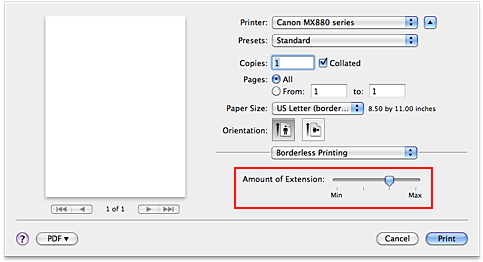 Printer: Canon MX880 series
Presets: Standard
Copies: 1 Collated
Pages: All
From: 1 to: 1
Paper Size: US Letter (border... 8.50 by 11.00 inches
Orientation:
Borderless Printing
Amount of Extension:
Min Max
1 of 1
? PDF ▼ Cancel Print